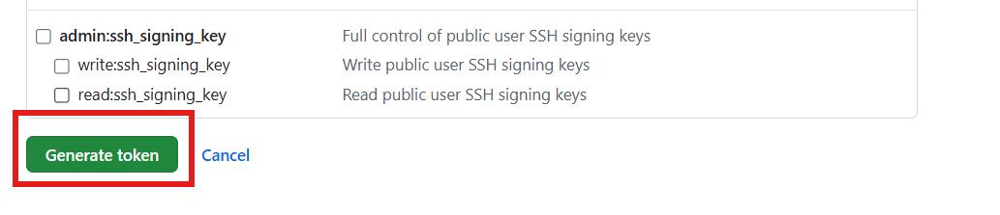 admin:ssh_signing_key Full control of public user SSH signing keys
write:ssh_signing_key Write public user SSH signing keys
read:ssh_signing_key Read public user SSH signing keys
Generate token Cancel